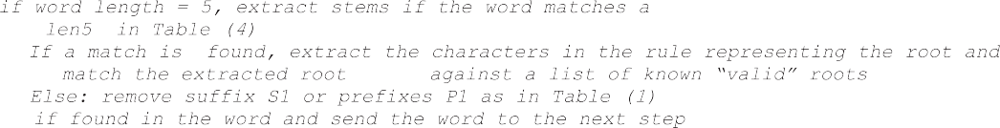 if word length = 5, extract stems if the word matches a
len5 in Table (4)
If a match is found, extract the characters in the rule representing the root and
match the extracted root against a list of known “valid” roots
Else: remove suffix S1 or prefixes P1 as in Table (1)
if found in the word and send the word to the next step